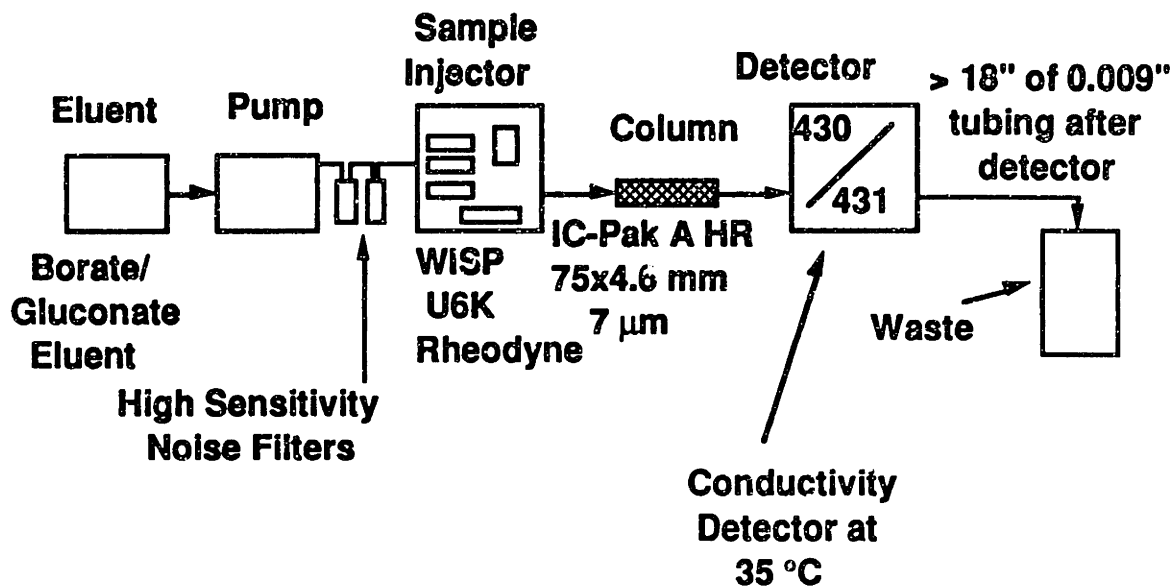 Sample
Injector
Detector
> 18" of 0.009"
tubing after
detector
Eluent
Pump
Column
430
431
Borate/
Gluconate
Eluent
WISP
U6K
Rheodyne
IC-Pak A HR
75x4.6 mm
7 µm
Waste
High Sensitivity
Noise Filters
Conductivity
Detector at
35 °C